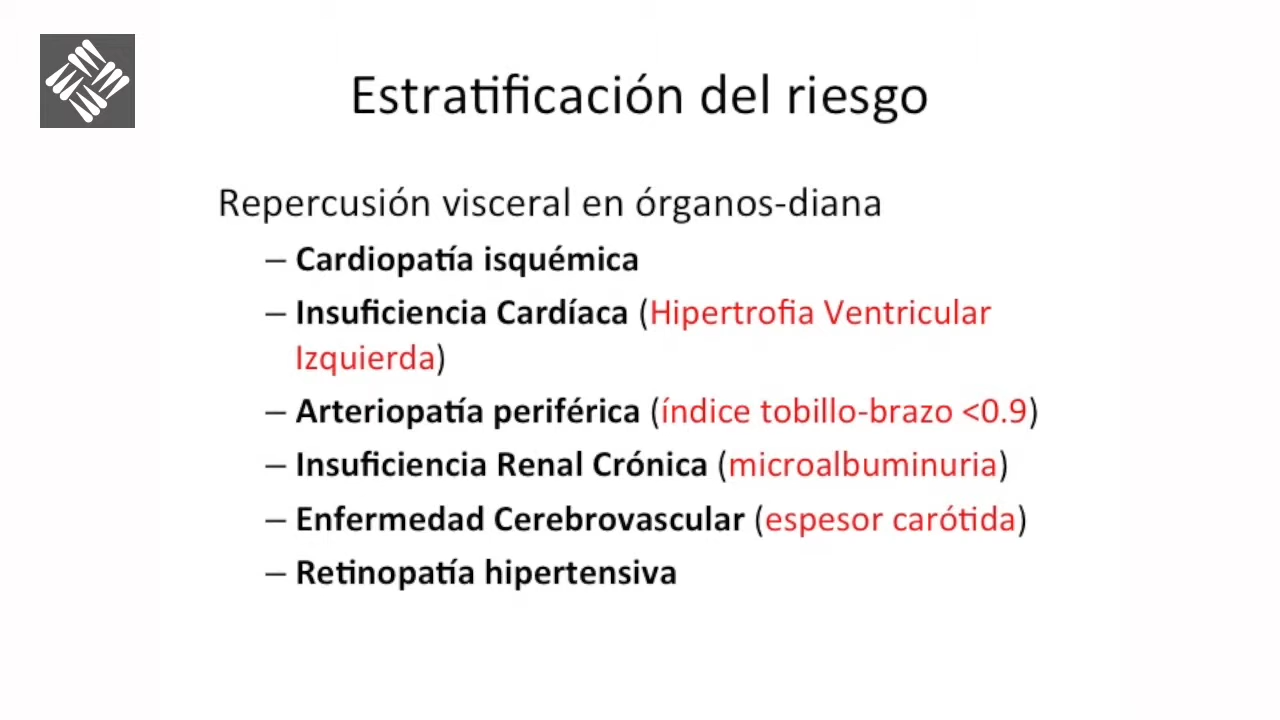 Estratificación del riesgo
Repercusión visceral en órganos-diana
– Cardiopatía isquémica
– Insuficiencia Cardíaca (Hipertrofia Ventricular
Izquierda)
– Arteriopatía periférica (índice tobillo-brazo <0.9)
– Insuficiencia Renal Crónica (microalbuminuria)
– Enfermedad Cerebrovascular (espesor carótida)
– Retinopatía hipertensiva